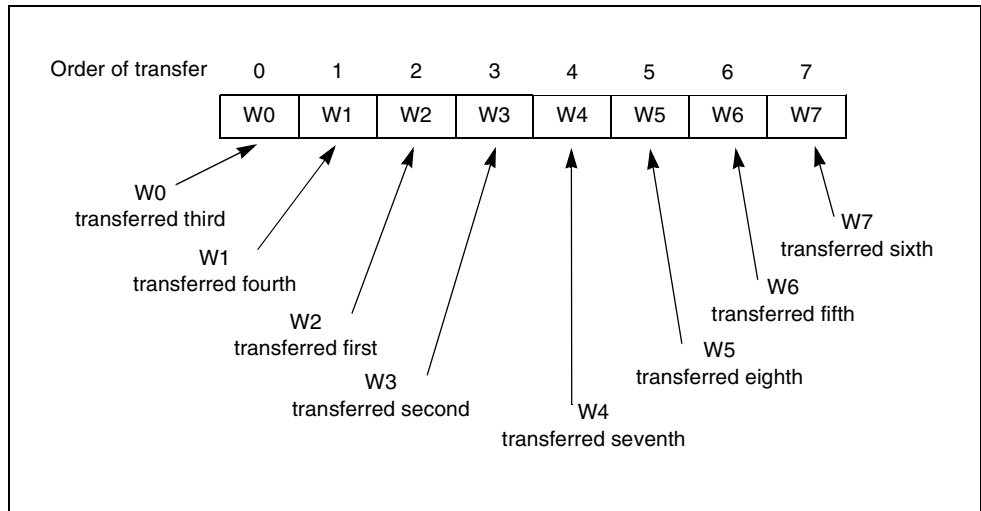 Order of transfer 0 1 2 3 4 5 6 7
W0 W1 W2 W3 W4 W5 W6 W7
W0
transferred third
W1
transferred fourth
W2
transferred first
W3
transferred second
W4
transferred seventh
W5
transferred eighth
W6
transferred fifth
W7
transferred sixth